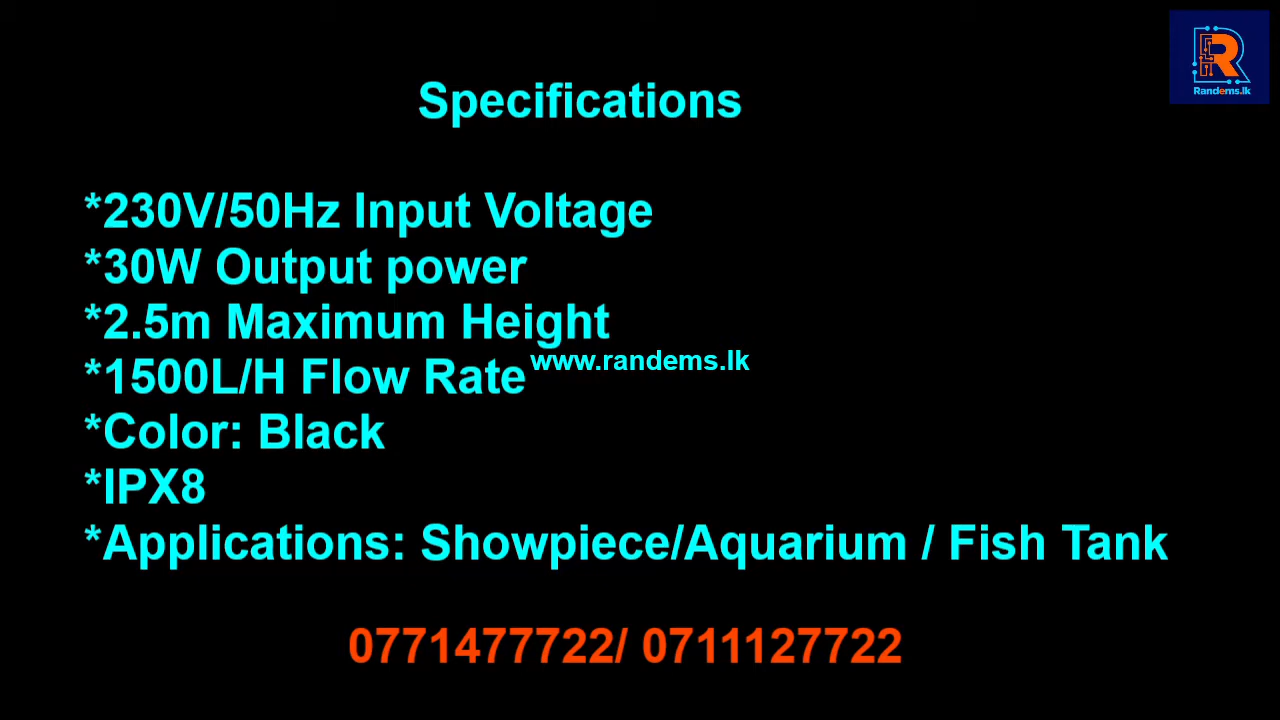 Randems.lk
Specifications
*230V/50Hz Input Voltage
*30W Output power
*2.5m Maximum Height
www.randems.lk
*1500L/H Flow Rate
*Color: Black
*IPX8
*Applications: Showpiece/Aquarium / Fish Tank
0771477722/ 0711127722